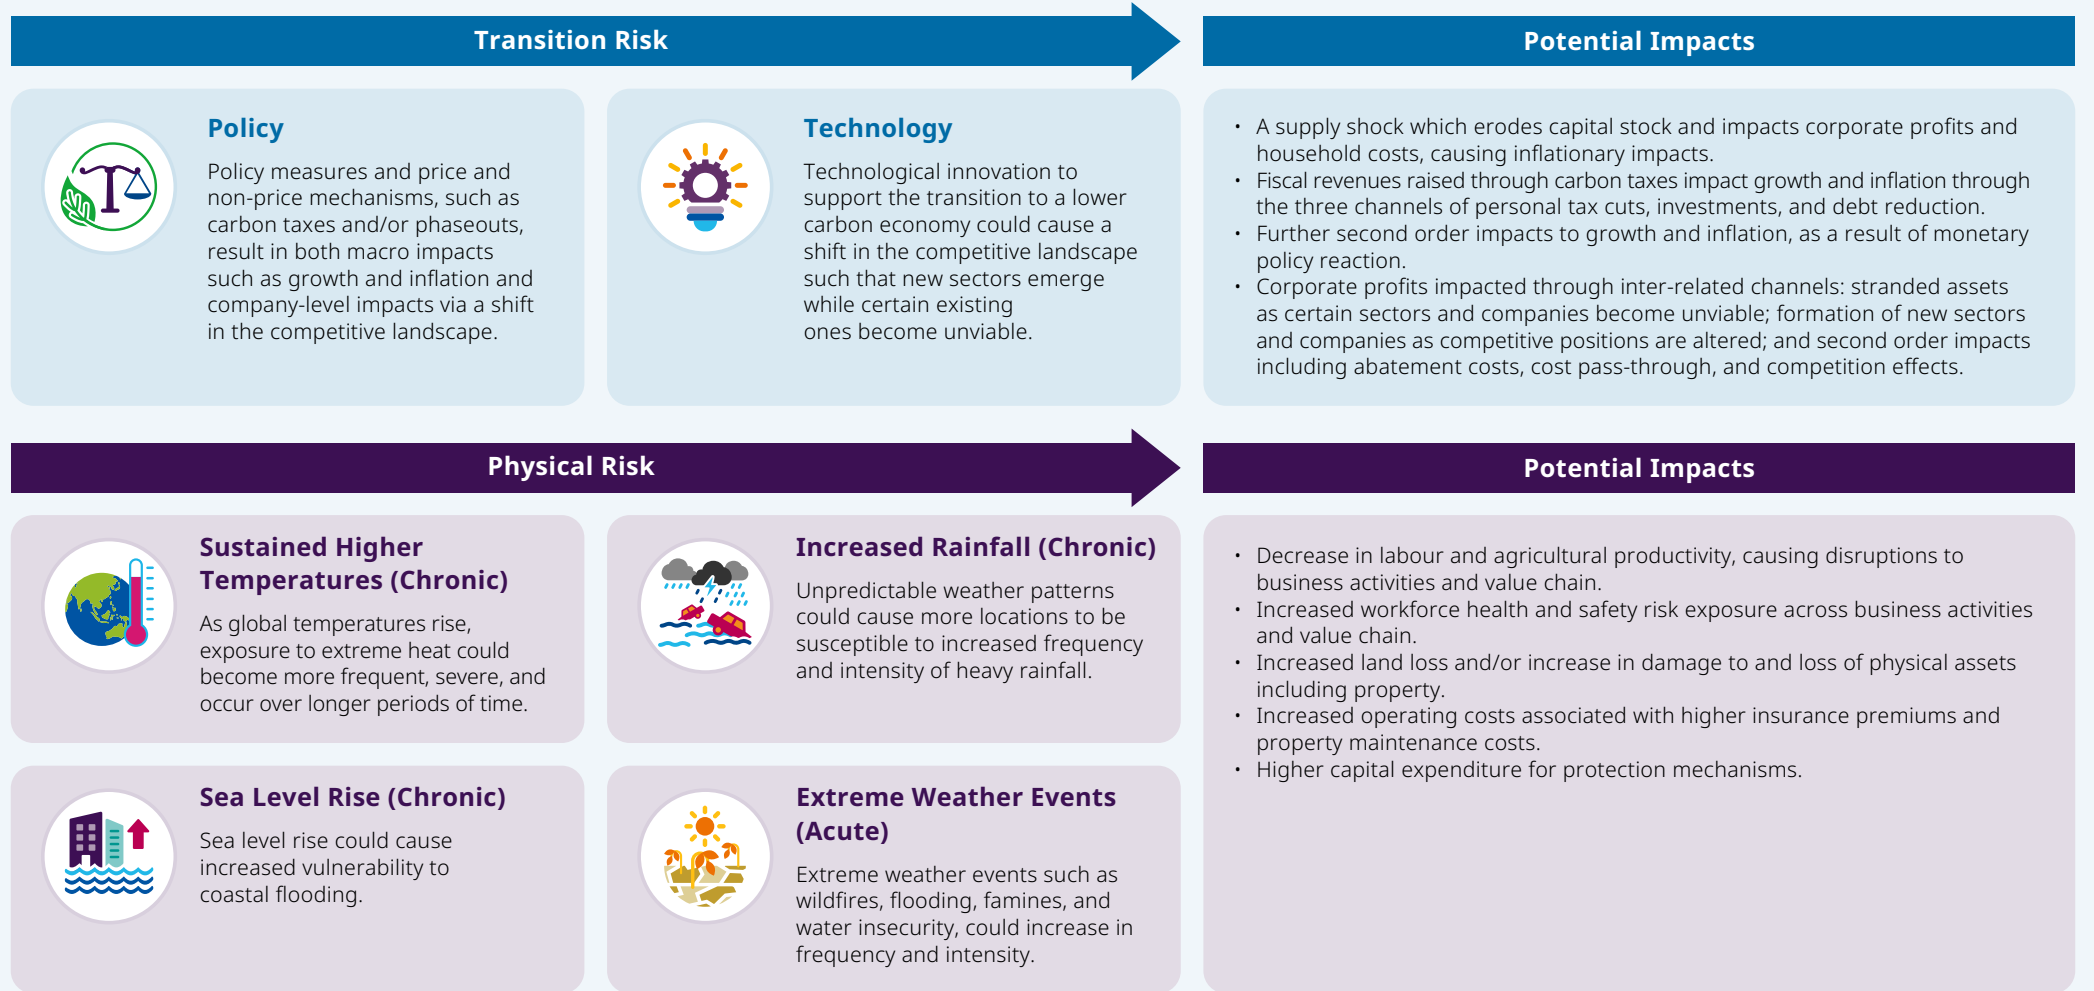 Transition Risk
Potential Impacts
Policy
Policy measures and price and
non-price mechanisms, such as
carbon taxes and/or phaseouts,
result in both macro impacts
such as growth and inflation and
company-level impacts via a shift
in the competitive landscape.
Technology
Technological innovation to
support the transition to a lower
carbon economy could cause a
shift in the competitive landscape
such that new sectors emerge
while certain existing
ones become unviable.
• A supply shock which erodes capital stock and impacts corporate profits and
household costs, causing inflationary impacts.
• Fiscal revenues raised through carbon taxes impact growth and inflation through
the three channels of personal tax cuts, investments, and debt reduction.
• Further second order impacts to growth and inflation, as a result of monetary
policy reaction.
• Corporate profits impacted through inter-related channels: stranded assets
as certain sectors and companies become unviable; formation of new sectors
and companies as competitive positions are altered; and second order impacts
including abatement costs, cost pass-through, and competition effects.
Physical Risk
Potential Impacts
Sustained Higher
Temperatures (Chronic)
As global temperatures rise,
exposure to extreme heat could
become more frequent, severe, and
occur over longer periods of time.
Increased Rainfall (Chronic)
Unpredictable weather patterns
could cause more locations to be
susceptible to increased frequency
and intensity of heavy rainfall.
Sea Level Rise (Chronic)
Sea level rise could cause
increased vulnerability to
coastal flooding.
Extreme Weather Events
(Acute)
Extreme weather events such as
wildfires, flooding, famines, and
water insecurity, could increase in
frequency and intensity.
• Decrease in labour and agricultural productivity, causing disruptions to
business activities and value chain.
• Increased workforce health and safety risk exposure across business activities
and value chain.
• Increased land loss and/or increase in damage to and loss of physical assets
including property.
• Increased operating costs associated with higher insurance premiums and
property maintenance costs.
• Higher capital expenditure for protection mechanisms.